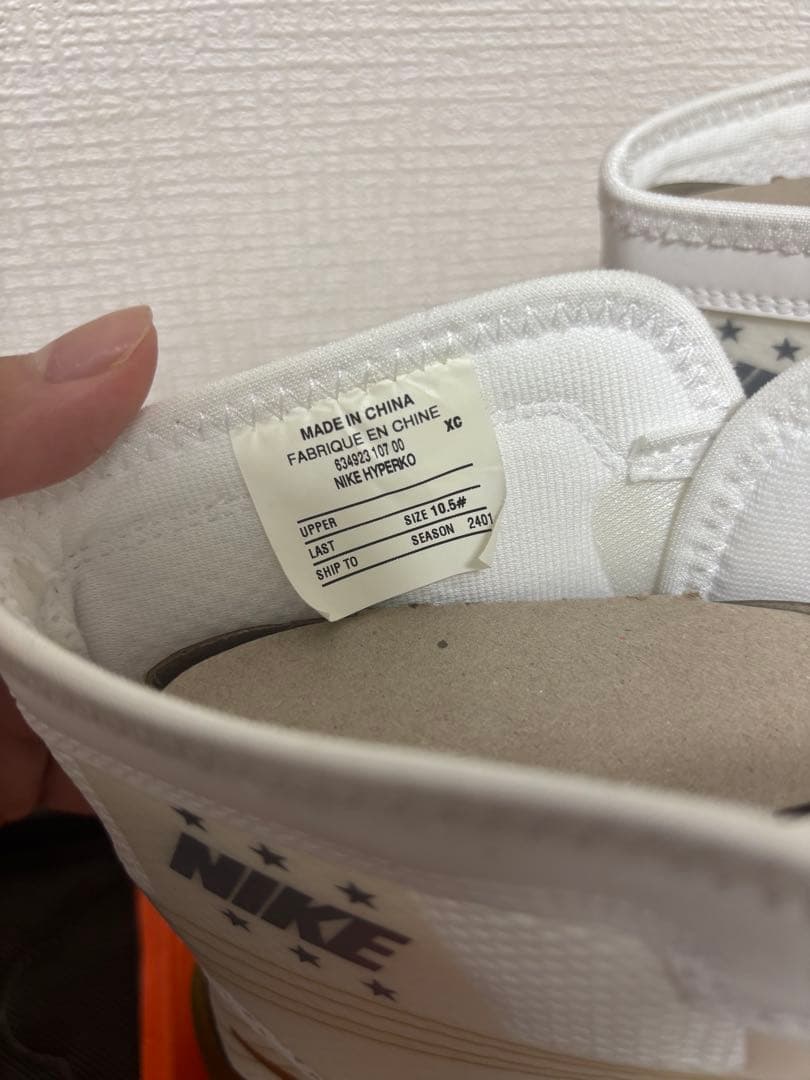 MADE IN CHINA
FABRIQUE EN CHINE
634923 107 00 XC
NIKE HYPERKO
UPPER SIZE 10.5#
LAST SEASON 2401
SHIP TO
NIKE